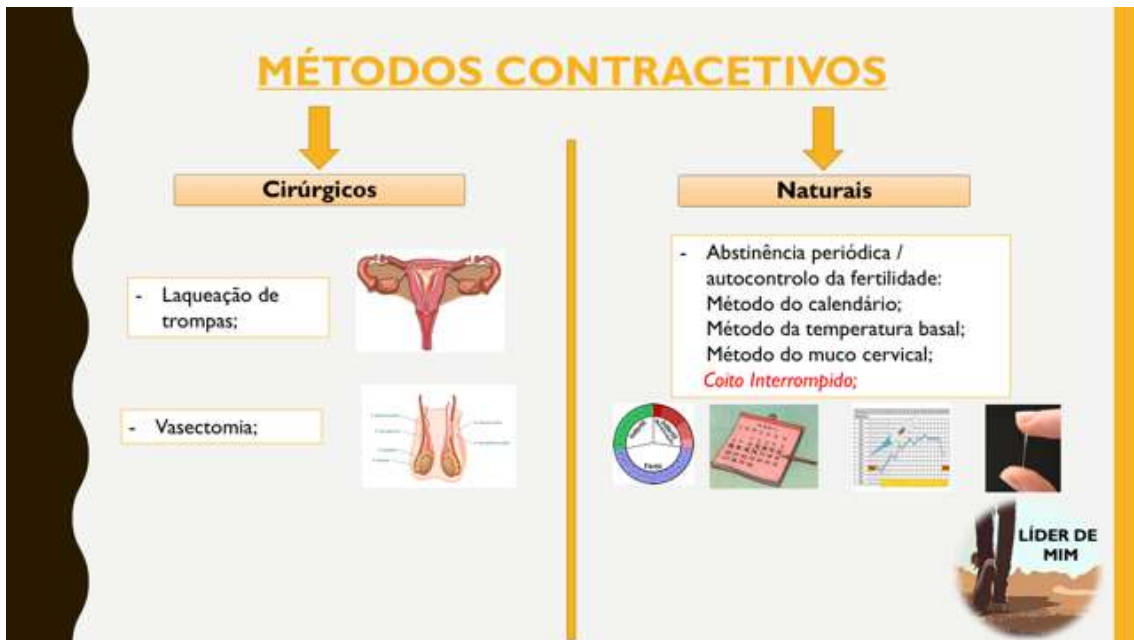 MÉTODOS CONTRACETIVOS
Cirúrgicos
- Laqueação de
trompas;
- Vasectomia;
Naturais
- Abstinência periódica /
autocontrolo da fertilidade:
Método do calendário;
Método da temperatura basal;
Método do muco cervical;
Coito Interrompido;
LÍDER DE
MIM